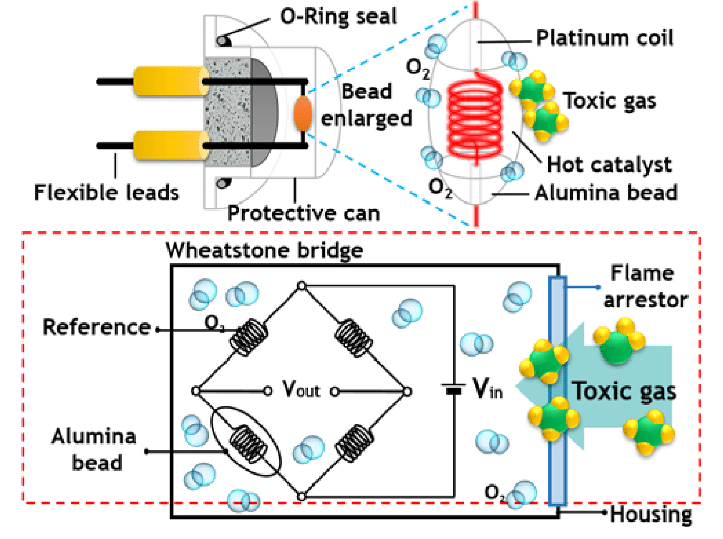 O-Ring seal
Platinum coil
O2
Bead
enlarged
Toxic gas
Hot catalyst
Flexible leads
O2
Alumina bead
Protective can
Wheatstone bridge
Flame
arrestor
Reference
O2
Vout
Vin
Toxic gas
Alumina
bead
O2
Housing